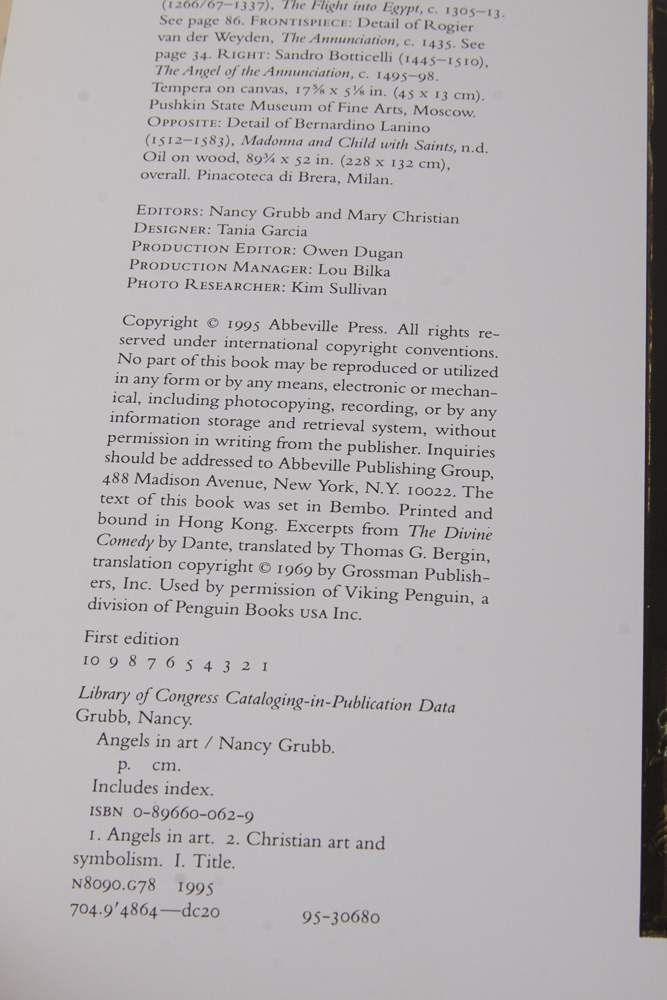 (1266/67–1337), The Flight into Egypt, c. 1305–13.
See page 86. FRONTISPIECE: Detail of Rogier
van der Weyden, The Annunciation, c. 1435. See
page 34. RIGHT: Sandro Botticelli (1445–1510),
The Angel of the Annunciation, c. 1495–98.
Tempera on canvas, 17⅝ x 5⅛ in. (45 x 13 cm).
Pushkin State Museum of Fine Arts, Moscow.
OPPOSITE: Detail of Bernardino Lanino
(1512–1583), Madonna and Child with Saints, n.d.
Oil on wood, 89¾ x 52 in. (228 x 132 cm),
overall. Pinacoteca di Brera, Milan.
EDITORS: Nancy Grubb and Mary Christian
DESIGNER: Tania Garcia
PRODUCTION EDITOR: Owen Dugan
PRODUCTION MANAGER: Lou Bilka
PHOTO RESEARCHER: Kim Sullivan
Copyright © 1995 Abbeville Press. All rights re-
served under international copyright conventions.
No part of this book may be reproduced or utilized
in any form or by any means, electronic or mechan-
ical, including photocopying, recording, or by any
information storage and retrieval system, without
permission in writing from the publisher. Inquiries
should be addressed to Abbeville Publishing Group,
488 Madison Avenue, New York, N.Y. 10022. The
text of this book was set in Bembo. Printed and
bound in Hong Kong. Excerpts from The Divine
Comedy by Dante, translated by Thomas G. Bergin,
translation copyright © 1969 by Grossman Publish-
ers, Inc. Used by permission of Viking Penguin, a
division of Penguin Books USA Inc.
First edition
10 9 8 7 6 5 4 3 2 1
Library of Congress Cataloging-in-Publication Data
Grubb, Nancy.
Angels in art / Nancy Grubb.
p. cm.
Includes index.
ISBN 0-89660-062-9
1. Angels in art. 2. Christian art and
symbolism. I. Title.
N8090.G78 1995
704.9′4864—dc20 95-30680